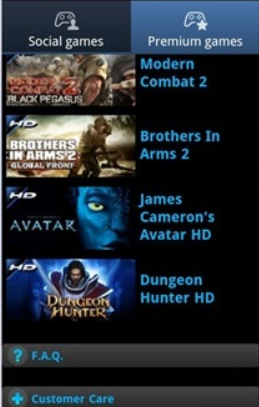 Social games
Premium games
MODERN
COMBAT 2
BLACK PEGASUS
Modern
Combat 2
HD
BROTHERS
IN ARMS 2
GLOBAL FRONT
Brothers In
Arms 2
HD
AVATAR
James
Cameron's
Avatar HD
HD
DUNGEON
HUNTER
Dungeon
Hunter HD
? F.A.Q.
Customer Care